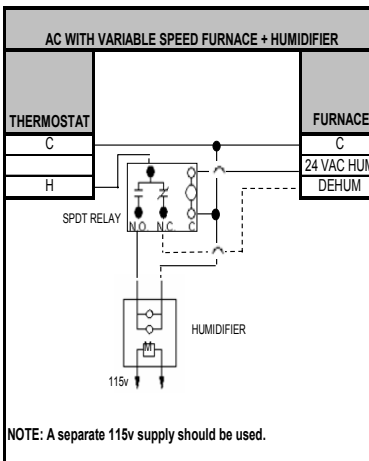 AC WITH VARIABLE SPEED FURNACE + HUMIDIFIER
THERMOSTAT
FURNACE
C
C
24 VAC HUM
H
DEHUM
SPDT RELAY
N.O. N.C. C
HUMIDIFIER
M
115v
NOTE: A separate 115v supply should be used.